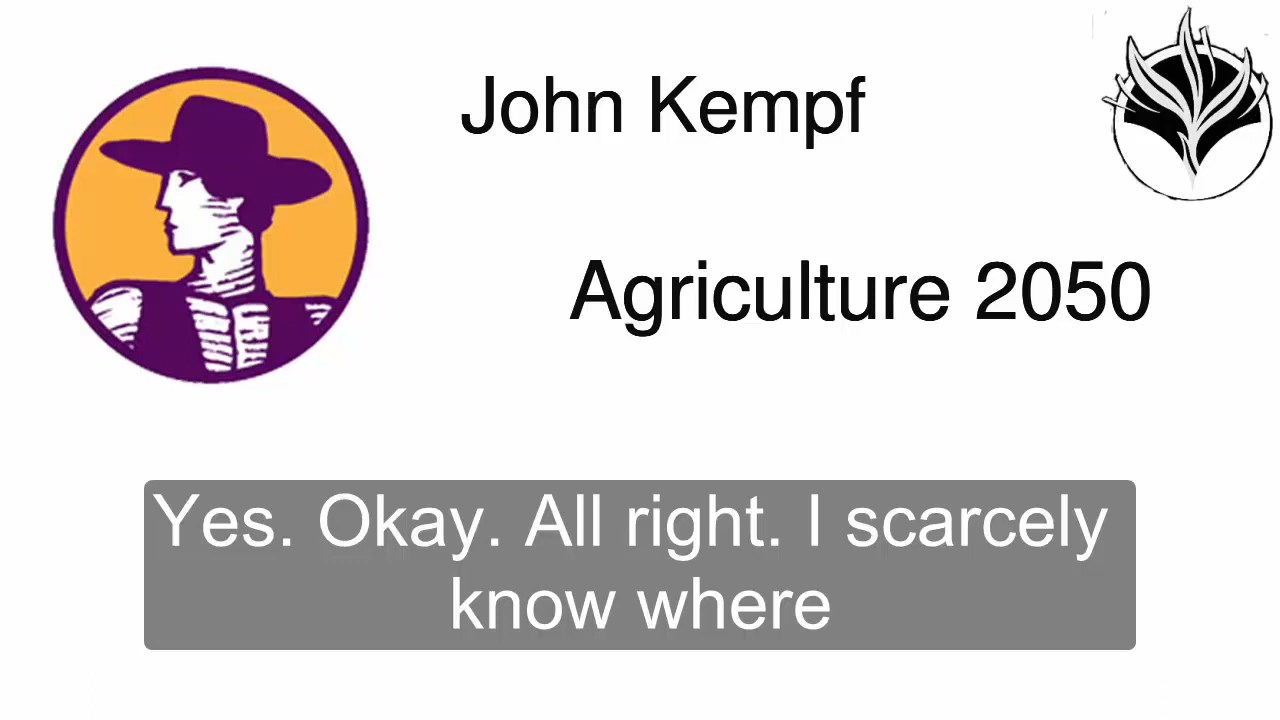 John Kempf
Agriculture 2050
Yes. Okay. All right. I scarcely
know where